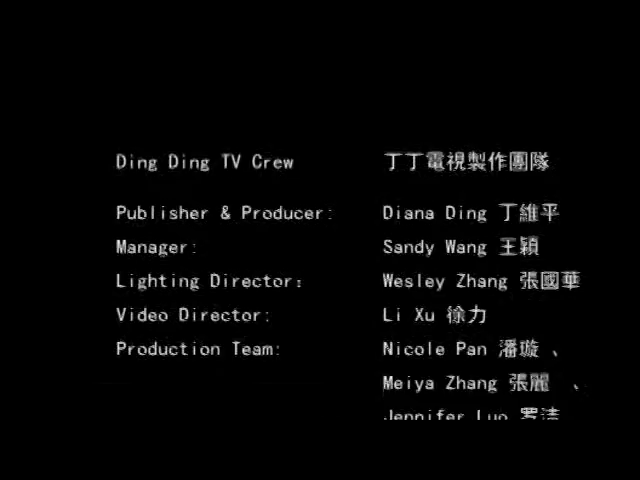 Ding Ding TV Crew 丁丁電視製作團隊
Publisher & Producer: Diana Ding 丁維平
Manager: Sandy Wang 王穎
Lighting Director: Wesley Zhang 張國華
Video Director: Li Xu 徐力
Production Team: Nicole Pan 潘璇 、
Meiya Zhang 張麗 、
Jennifer Luo